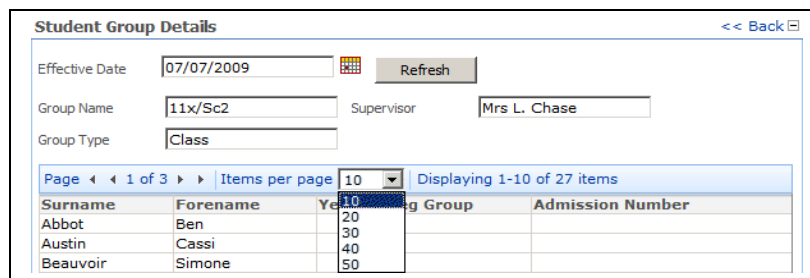 Student Group Details << Back
Effective Date 07/07/2009 Refresh
Group Name 11x/Sc2 Supervisor Mrs L. Chase
Group Type Class
Page 1 of 3 Items per page 10 Displaying 1-10 of 27 items
Surname Forename 10 Group Admission Number
Abbot Ben 20
Austin Cassi 30
40
Beauvoir Simone 50